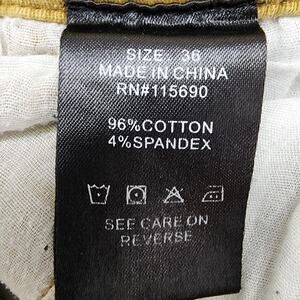 SIZE 36
MADE IN CHINA
RN#115690
96%COTTON
4%SPANDEX
SEE CARE ON
REVERSE